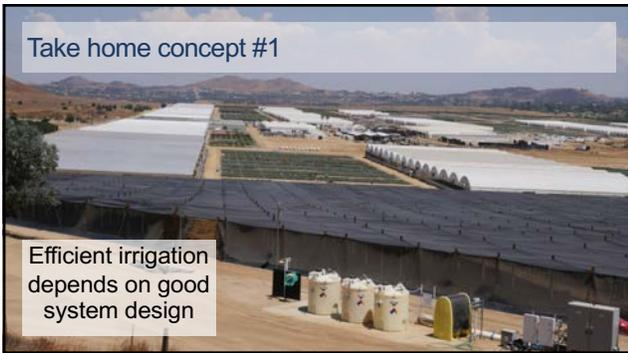 Take home concept #1
Efficient irrigation
depends on good
system design